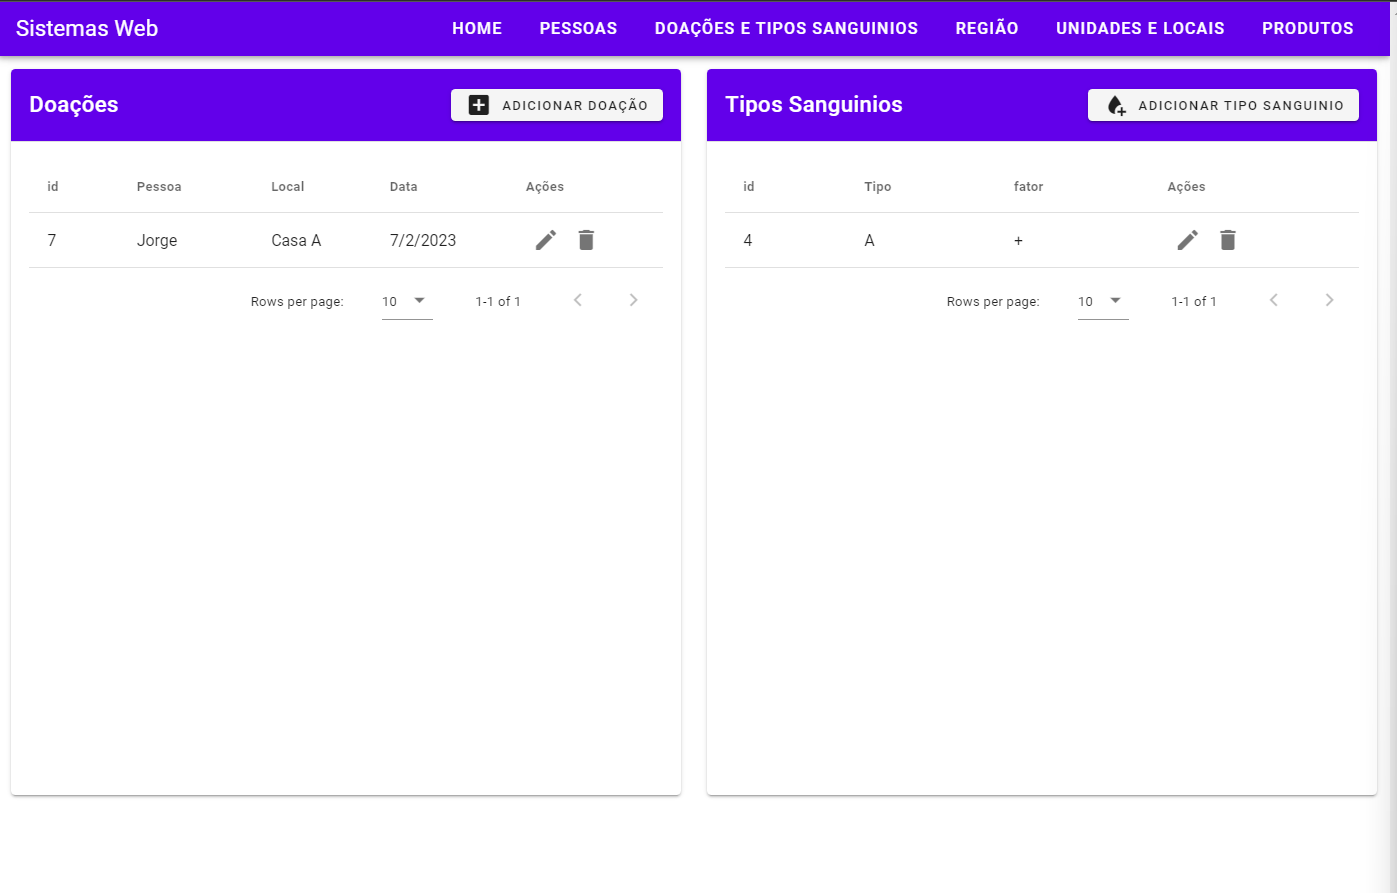 Sistemas Web HOME PESSOAS DOAÇÕES E TIPOS SANGUINIOS REGIÃO UNIDADES E LOCAIS PRODUTOS
Doações ADICIONAR DOAÇÃO
id Pessoa Local Data Ações
7 Jorge Casa A 7/2/2023
Rows per page: 10 1-1 of 1
Tipos Sanguinios ADICIONAR TIPO SANGUINIO
id Tipo fator Ações
4 A +
Rows per page: 10 1-1 of 1